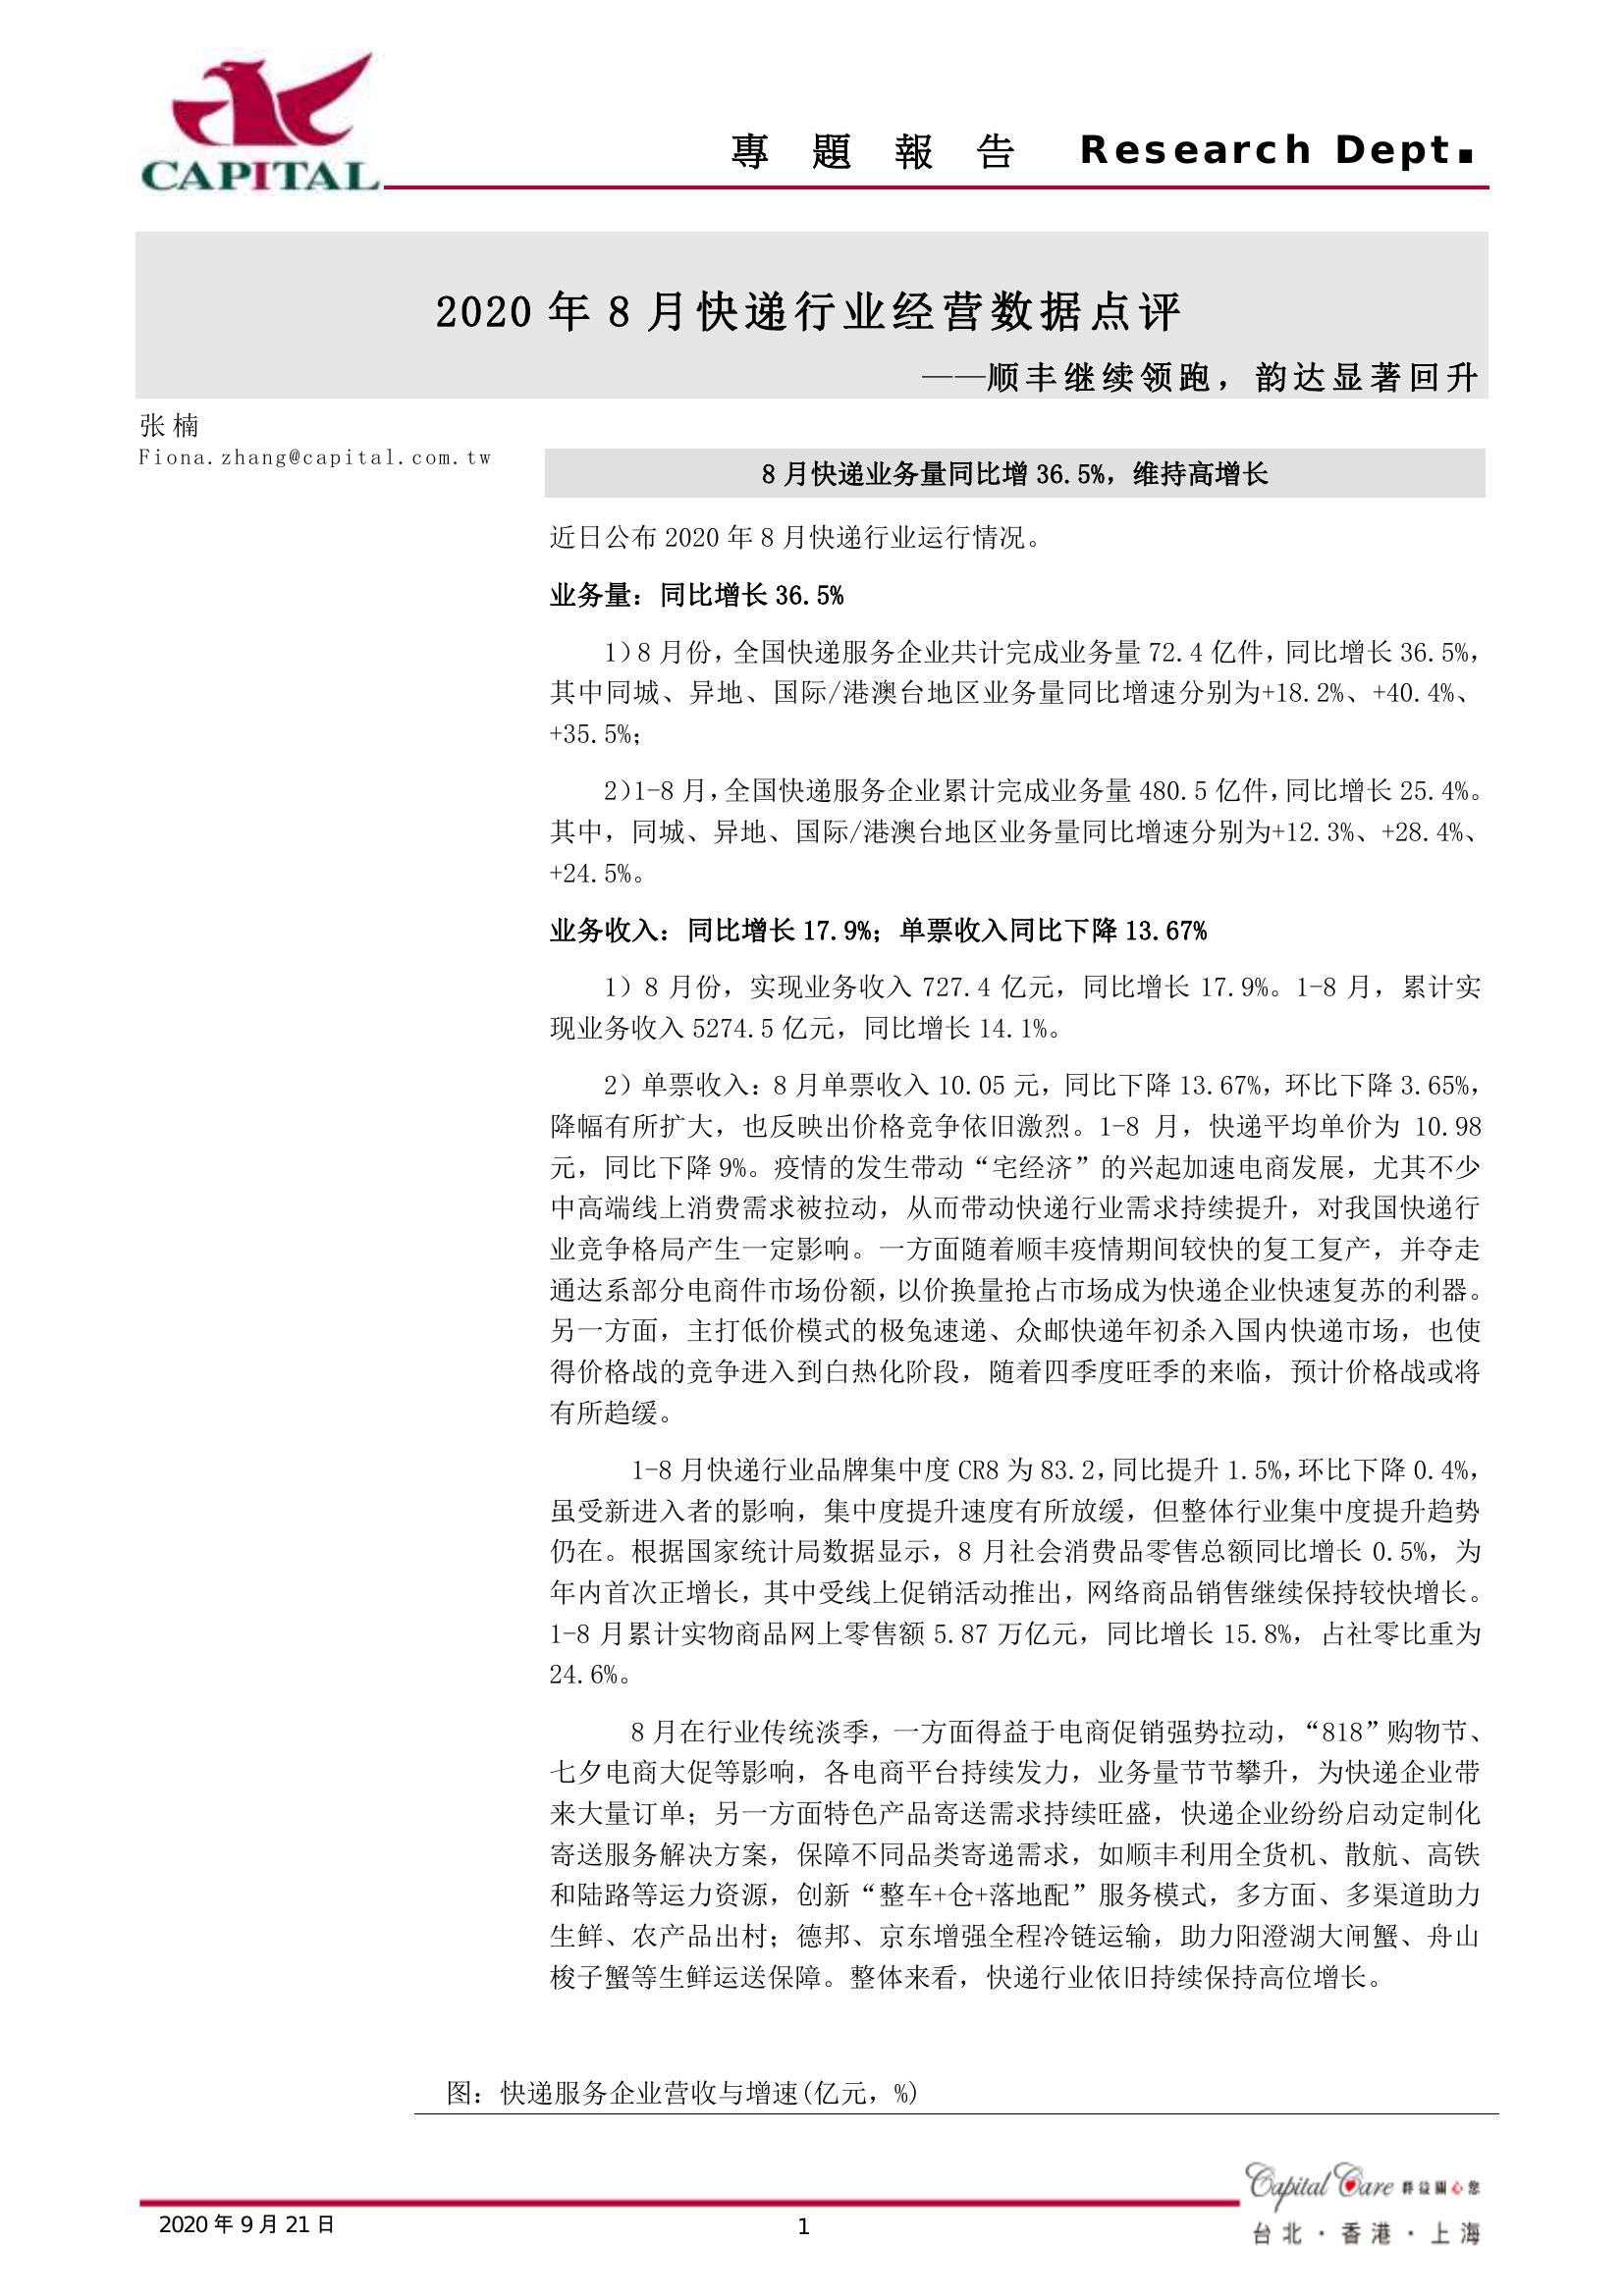 CAPITAL
專 題 報 告 Research Dept.
2020 年 8 月快递行业经营数据点评
——顺丰继续领跑，韵达显著回升
张 楠
Fiona.zhang@capital.com.tw
8 月快递业务量同比增 36.5%，维持高增长
近日公布 2020 年 8 月快递行业运行情况。
业务量：同比增长 36.5%
1)8 月份，全国快递服务企业共计完成业务量 72.4 亿件，同比增长 36.5%，
其中同城、异地、国际/港澳台地区业务量同比增速分别为+18.2%、+40.4%、
+35.5%；
2)1-8 月，全国快递服务企业累计完成业务量 480.5 亿件，同比增长 25.4%。
其中，同城、异地、国际/港澳台地区业务量同比增速分别为+12.3%、+28.4%、
+24.5%。
业务收入：同比增长 17.9%；单票收入同比下降 13.67%
1）8 月份，实现业务收入 727.4 亿元，同比增长 17.9%。1-8 月，累计实
现业务收入 5274.5 亿元，同比增长 14.1%。
2）单票收入：8 月单票收入 10.05 元，同比下降 13.67%，环比下降 3.65%，
降幅有所扩大，也反映出价格竞争依旧激烈。1-8 月，快递平均单价为 10.98
元，同比下降 9%。疫情的发生带动“宅经济”的兴起加速电商发展，尤其不少
中高端线上消费需求被拉动，从而带动快递行业需求持续提升，对我国快递行
业竞争格局产生一定影响。一方面随着顺丰疫情期间较快的复工复产，并夺走
通达系部分电商件市场份额，以价换量抢占市场成为快递企业快速复苏的利器。
另一方面，主打低价模式的极兔速递、众邮快递年初杀入国内快递市场，也使
得价格战的竞争进入到白热化阶段，随着四季度旺季的来临，预计价格战或将
有所趋缓。
1-8 月快递行业品牌集中度 CR8 为 83.2，同比提升 1.5%，环比下降 0.4%，
虽受新进入者的影响，集中度提升速度有所放缓，但整体行业集中度提升趋势
仍在。根据国家统计局数据显示，8 月社会消费品零售总额同比增长 0.5%，为
年内首次正增长，其中受线上促销活动推出，网络商品销售继续保持较快增长。
1-8 月累计实物商品网上零售额 5.87 万亿元，同比增长 15.8%，占社零比重为
24.6%。
8 月在行业传统淡季，一方面得益于电商促销强势拉动，“818”购物节、
七夕电商大促等影响，各电商平台持续发力，业务量节节攀升，为快递企业带
来大量订单；另一方面特色产品寄送需求持续旺盛，快递企业纷纷启动定制化
寄送服务解决方案，保障不同品类寄递需求，如顺丰利用全货机、散航、高铁
和陆路等运力资源，创新“整车+仓+落地配”服务模式，多方面、多渠道助力
生鲜、农产品出村；德邦、京东增强全程冷链运输，助力阳澄湖大闸蟹、舟山
梭子蟹等生鲜运送保障。整体来看，快递行业依旧持续保持高位增长。
图：快递服务企业营收与增速(亿元，%)
Capital Care 群益關心您
2020 年 9 月 21 日
1
台北・香港・上海